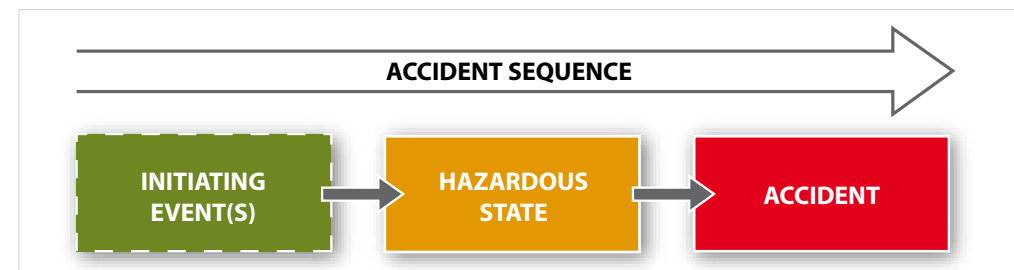 ACCIDENT SEQUENCE
INITIATING
EVENT(S)
HAZARDOUS
STATE
ACCIDENT